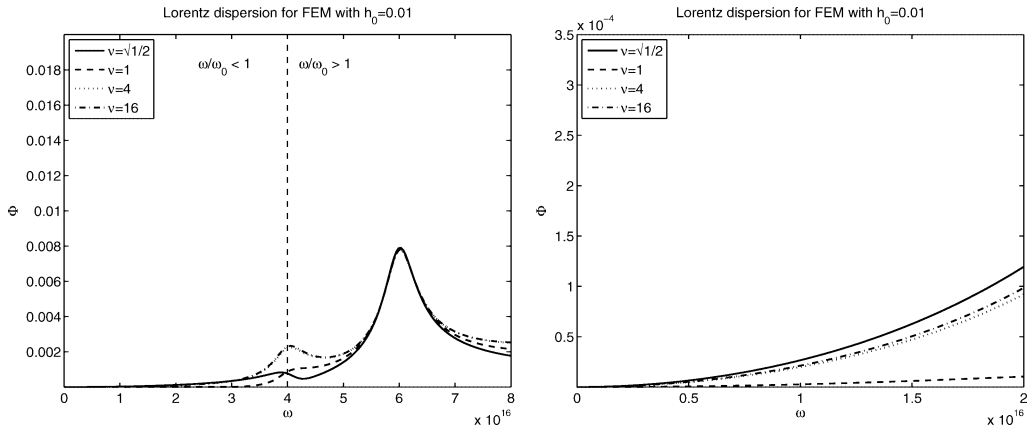 Lorentz dispersion for FEM with h₀=0.01
ν=√1/2
ν=1
ν=4
ν=16
ω/ω₀ < 1
ω/ω₀ > 1
0.018
0.016
0.014
0.012
0.01
0.008
0.006
0.004
0.002
Φ
0 1 2 3 4 5 6 7 8
ω
x 10¹⁶
Lorentz dispersion for FEM with h₀=0.01
x 10⁻⁴
ν=√1/2
ν=1
ν=4
ν=16
3.5
3
2.5
2
1.5
1
0.5
0
Φ
0 0.5 1 1.5 2
ω
x 10¹⁶